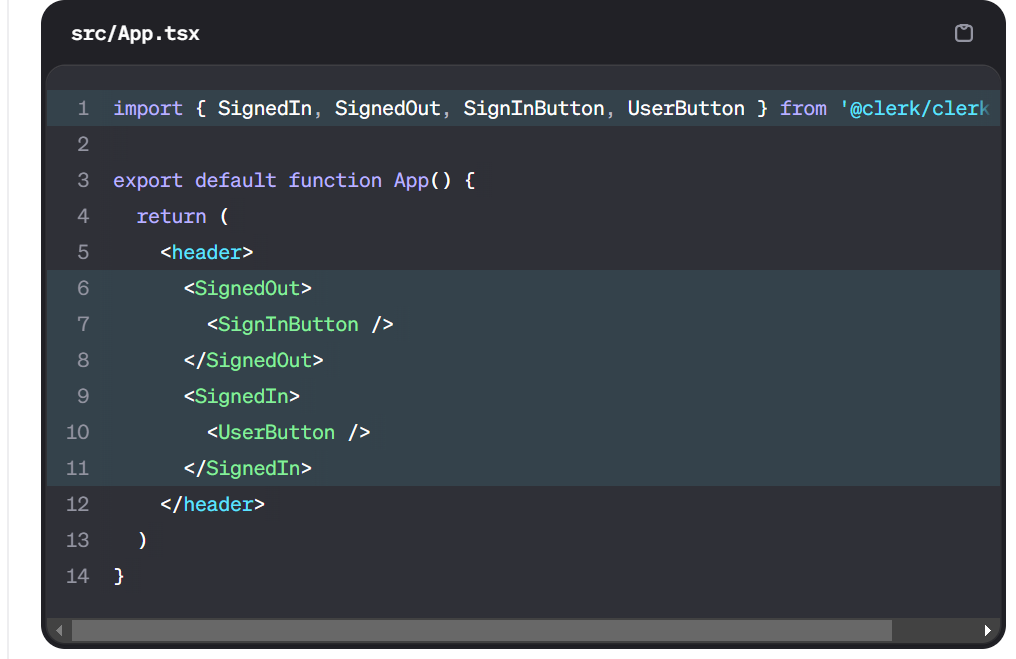 src/App.tsx
1 import { SignedIn, SignedOut, SignInButton, UserButton } from '@clerk/clerk
2
3 export default function App() {
4   return (
5     <header>
6       <SignedOut>
7         <SignInButton />
8       </SignedOut>
9       <SignedIn>
10         <UserButton />
11       </SignedIn>
12     </header>
13   )
14 }